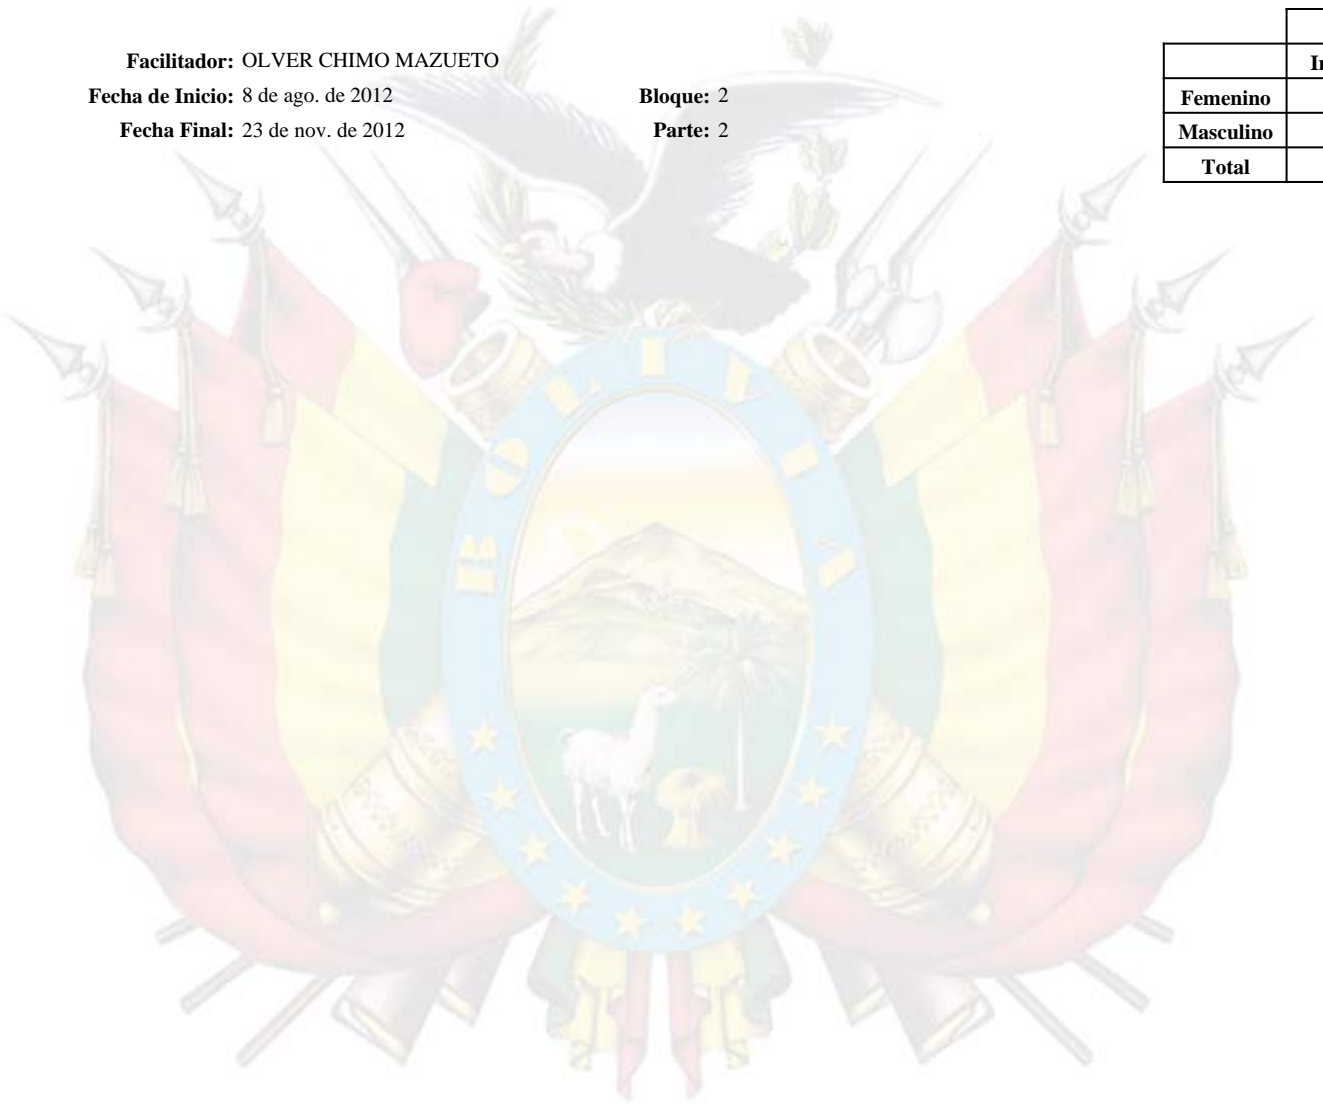 Facilitador: OLVER CHIMO MAZUETO
Fecha de Inicio: 8 de ago. de 2012
Bloque: 2
Fecha Final: 23 de nov. de 2012
Parte: 2
Femenino
Masculino
Total
BOLIVIA